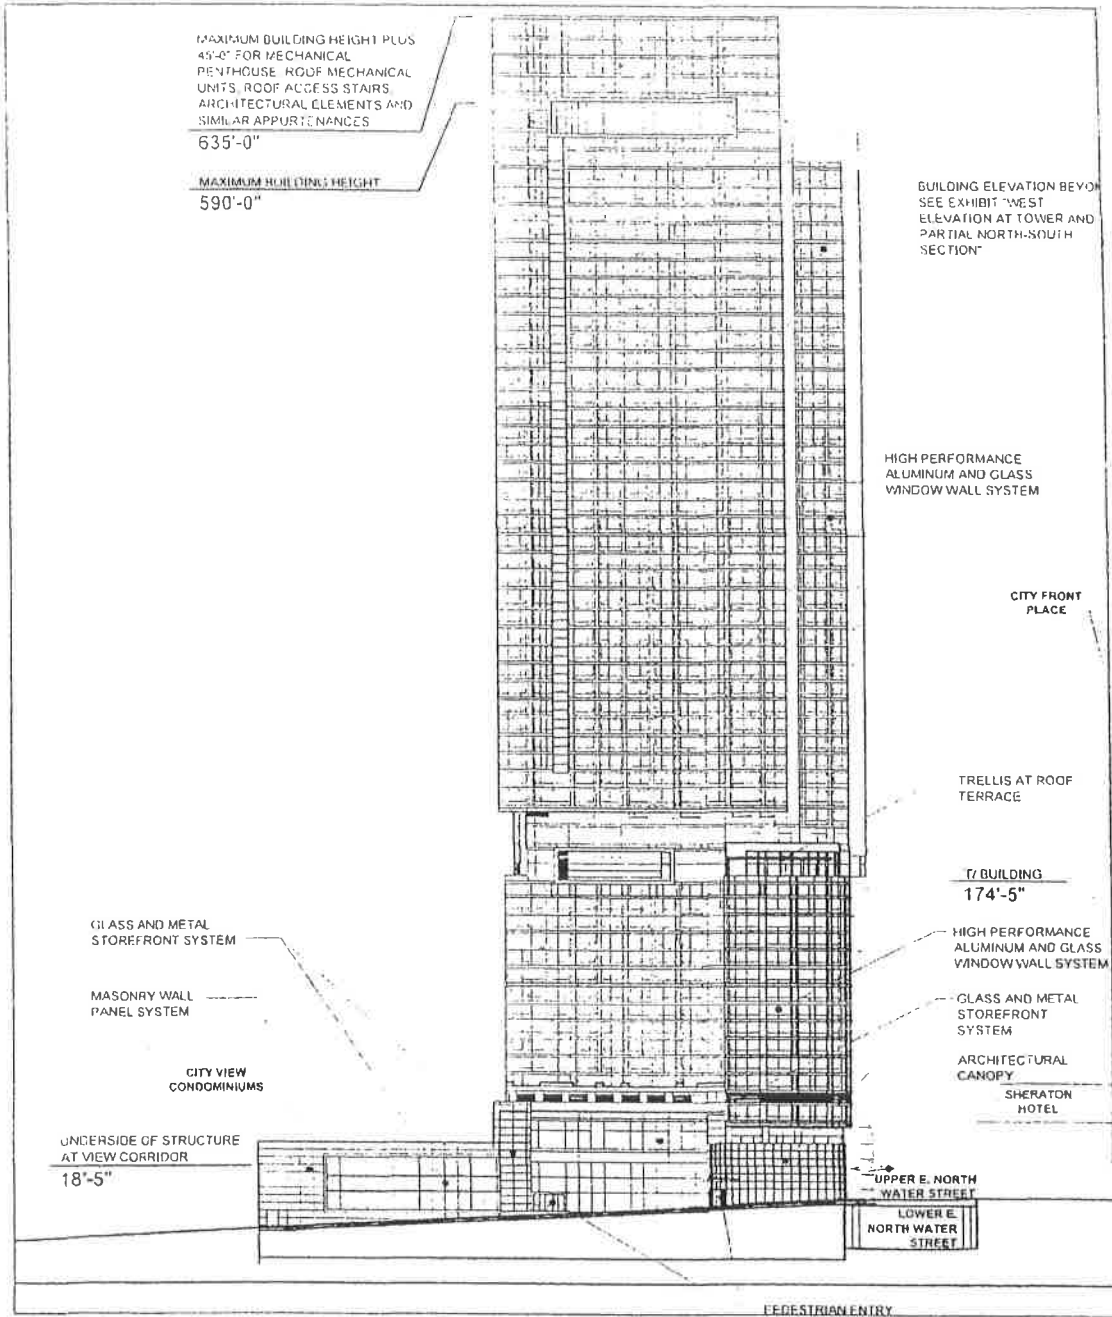 MAXIMUM BUILDING HEIGHT PLUS
45'-0" FOR MECHANICAL
PENTHOUSE, ROOF MECHANICAL
UNITS, ROOF ACCESS STAIRS,
ARCHITECTURAL ELEMENTS AND
SIMILAR APPURTENANCES
635'-0"
MAXIMUM BUILDING HEIGHT
590'-0"
BUILDING ELEVATION BEYON
SEE EXHIBIT "WEST
ELEVATION AT TOWER AND
PARTIAL NORTH-SOUTH
SECTION"
HIGH PERFORMANCE
ALUMINUM AND GLASS
WINDOW WALL SYSTEM
CITY FRONT
PLACE
TRELLIS AT ROOF
TERRACE
T/ BUILDING
174'-5"
GLASS AND METAL
STOREFRONT SYSTEM
HIGH PERFORMANCE
ALUMINUM AND GLASS
WINDOW WALL SYSTEM
MASONRY WALL
PANEL SYSTEM
GLASS AND METAL
STOREFRONT
SYSTEM
CITY VIEW
CONDOMINIUMS
ARCHITECTURAL
CANOPY
SHERATON
HOTEL
UNDERSIDE OF STRUCTURE
AT VIEW CORRIDOR
18'-5"
UPPER E. NORTH
WATER STREET
LOWER E.
NORTH WATER
STREET
PEDESTRIAN ENTRY